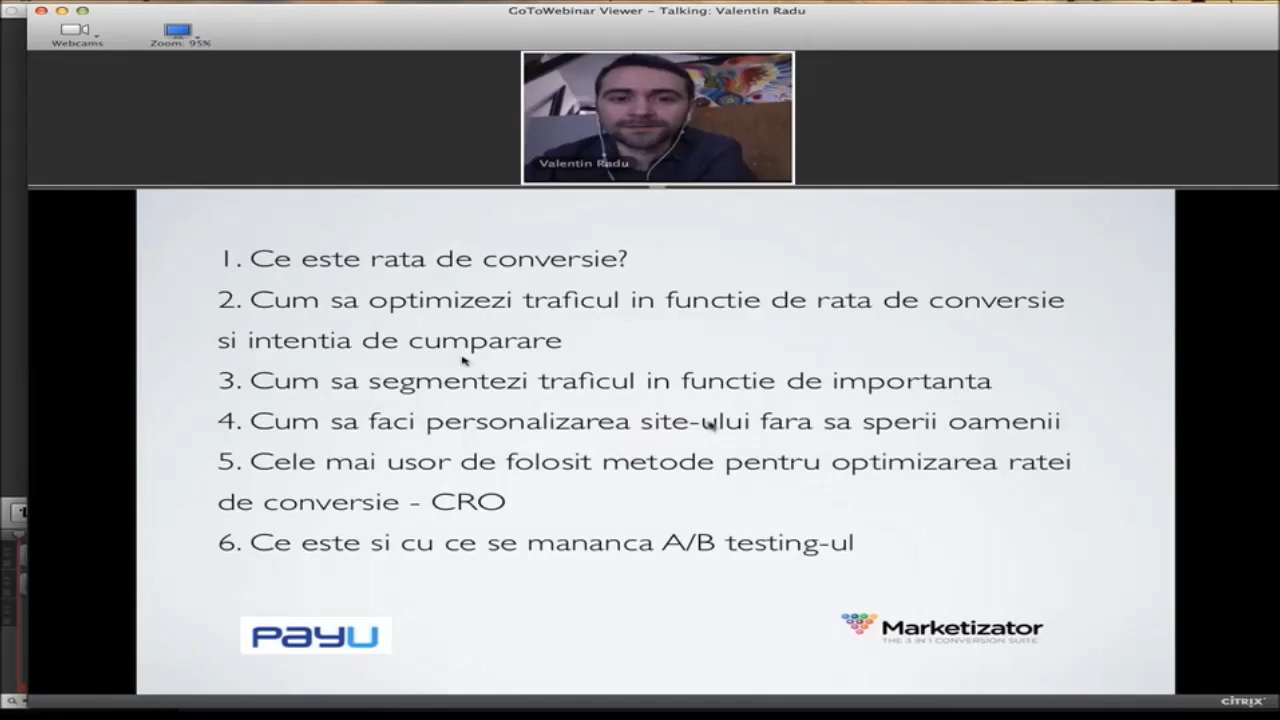 GoToWebinar Viewer – Talking: Valentin Radu
Webcams
Zoom: 95%
Valentin Radu
1. Ce este rata de conversie?
2. Cum sa optimizezi traficul in functie de rata de conversie
si intentia de cumparare
3. Cum sa segmentezi traficul in functie de importanta
4. Cum sa faci personalizarea site-ului fara sa sperii oamenii
5. Cele mai usor de folosit metode pentru optimizarea ratei
de conversie - CRO
6. Ce este si cu ce se mananca A/B testing-ul
PayU
Marketizator
THE 3 IN 1 CONVERSION SUITE
CITRIX